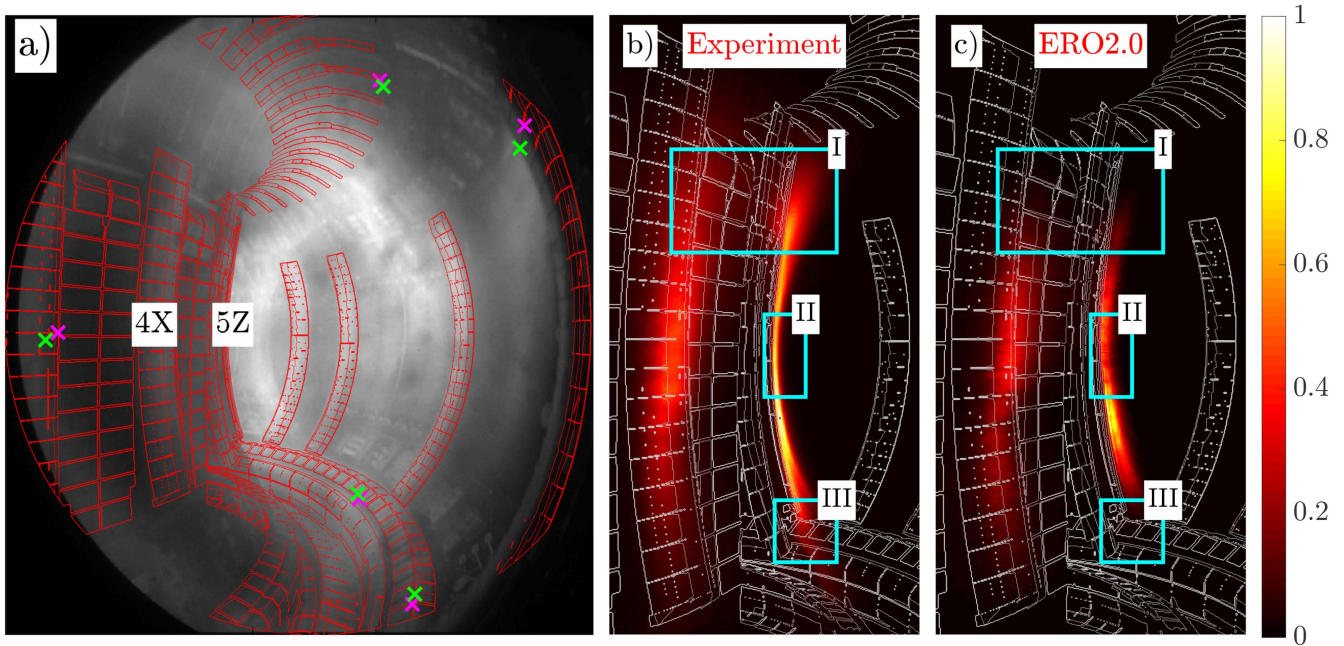 a)
4X
5Z
b)
Experiment
I
II
III
c)
ERO2.0
I
II
III
1
0.8
0.6
0.4
0.2
0